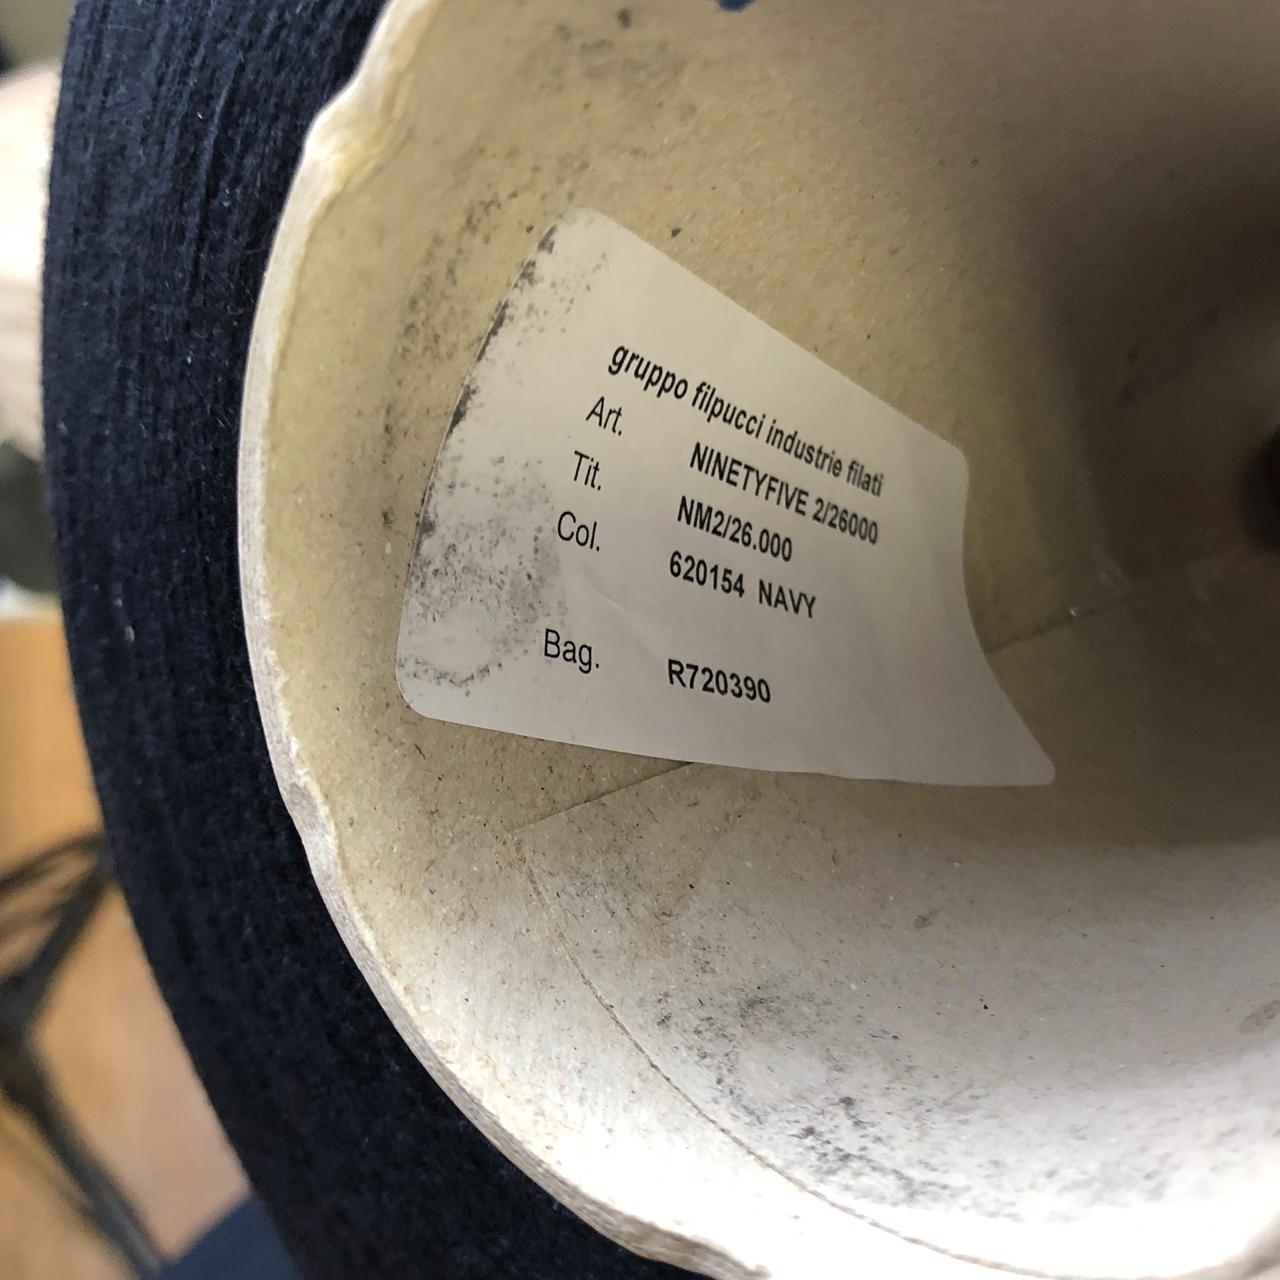 gruppo filpucci industrie filati
Art. NINETYFIVE 2/26000
Tit. NM2/26.000
Col. 620154 NAVY
Bag. R720390